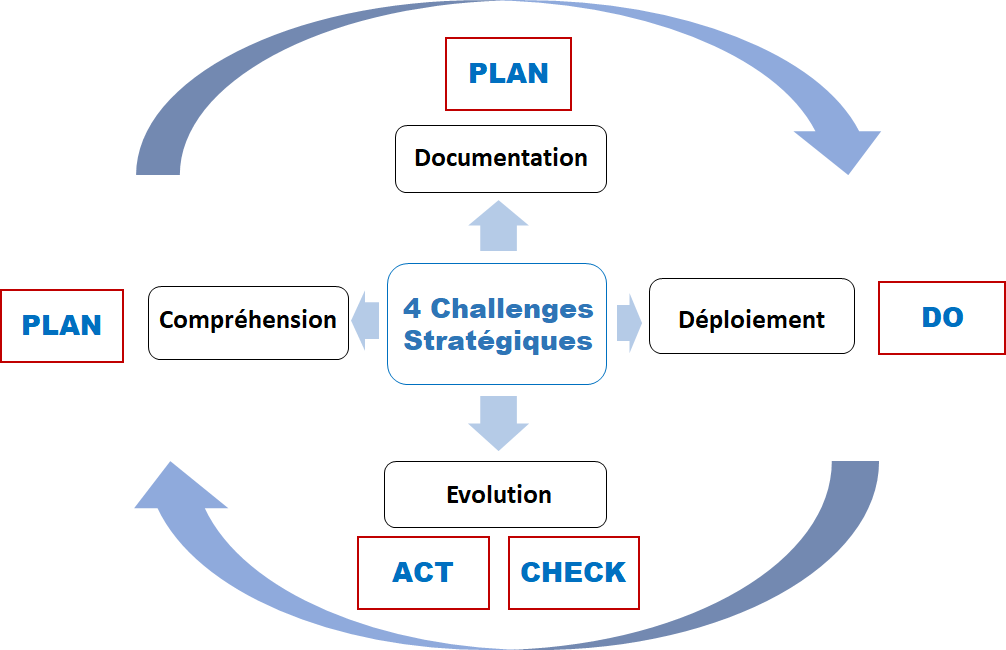 PLAN
Documentation
PLAN
Compréhension
4 Challenges
Stratégiques
Déploiement
DO
Evolution
ACT
CHECK